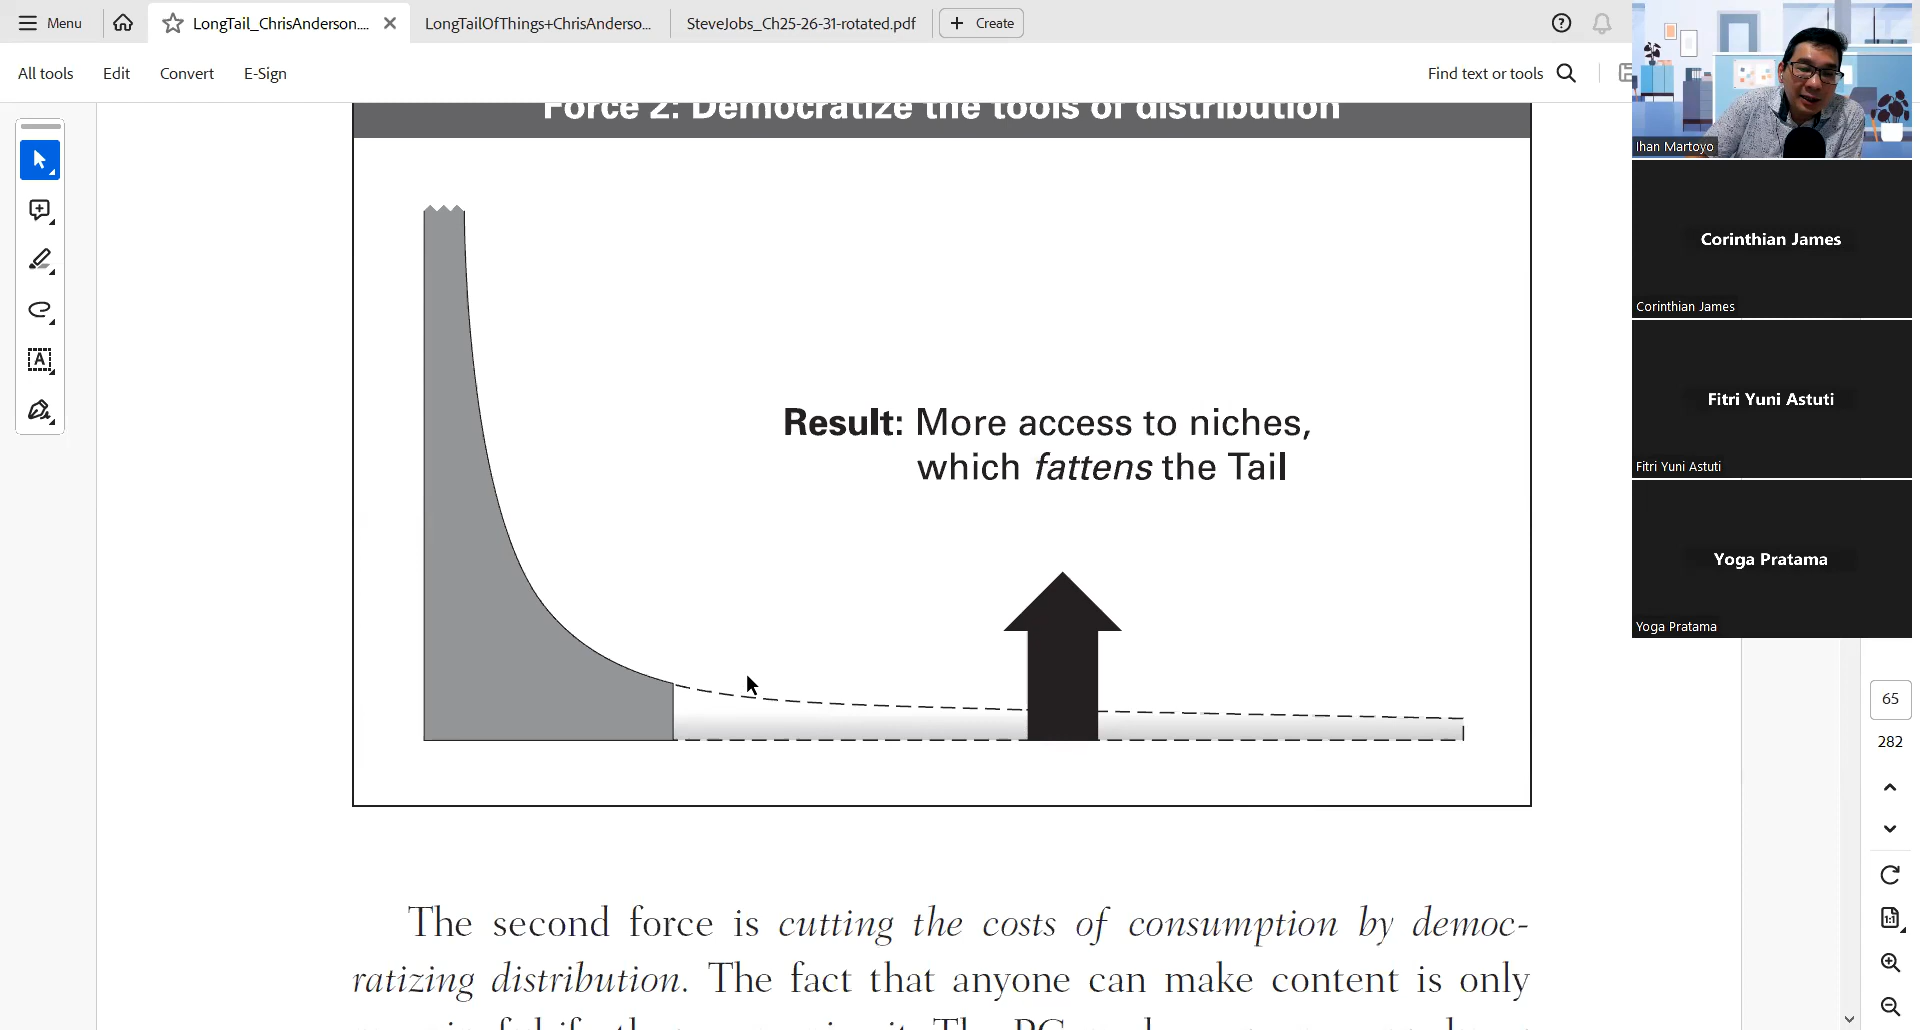 Menu
LongTail_ChrisAnderson....
LongTailOfThings+ChrisAnderso...
SteveJobs_Ch25-26-31-rotated.pdf
Create
All tools
Edit
Convert
E-Sign
Find text or tools
Force 2: Democratize the tools of distribution
Result: More access to niches,
which fattens the Tail
The second force is cutting the costs of consumption by democ-
ratizing distribution. The fact that anyone can make content is only
Ihan Martoyo
Corinthian James
Corinthian James
Fitri Yuni Astuti
Fitri Yuni Astuti
Yoga Pratama
Yoga Pratama
65
282
1:1
A